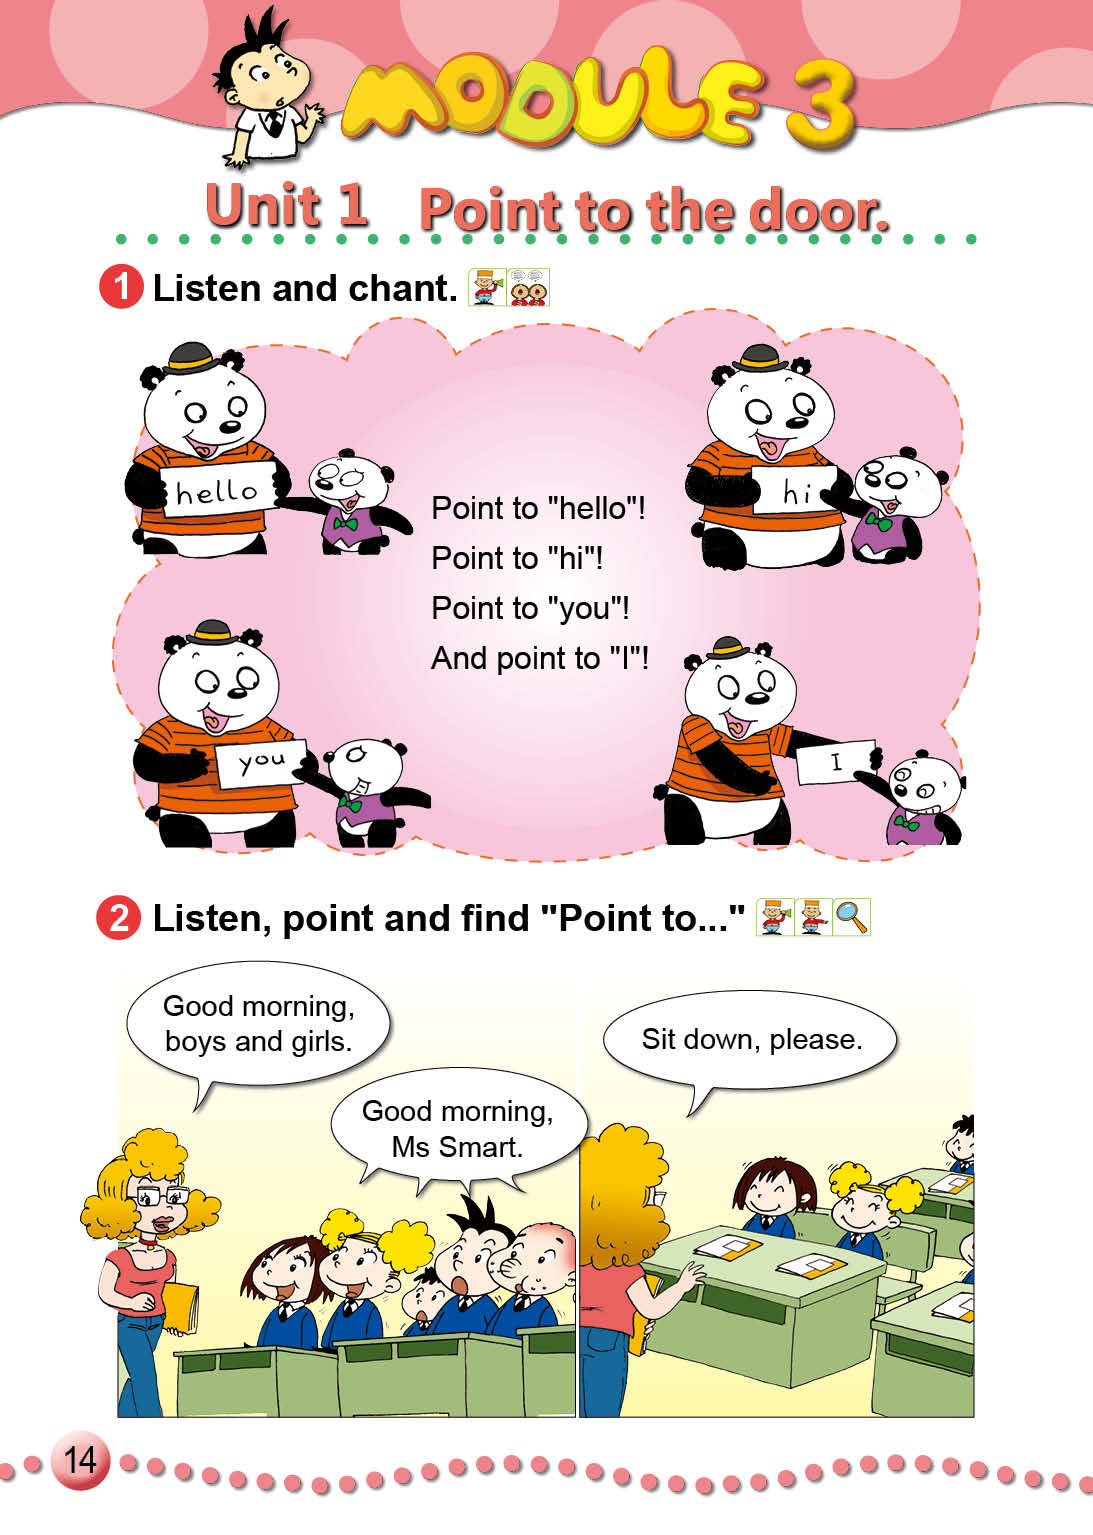 MODULE 3
Unit 1 Point to the door.
1 Listen and chant.
hello
hi
Point to "hello"!
Point to "hi"!
Point to "you"!
And point to "I"!
you
I
2 Listen, point and find "Point to..."
Good morning,
boys and girls.
Good morning,
Ms Smart.
Sit down, please.
14